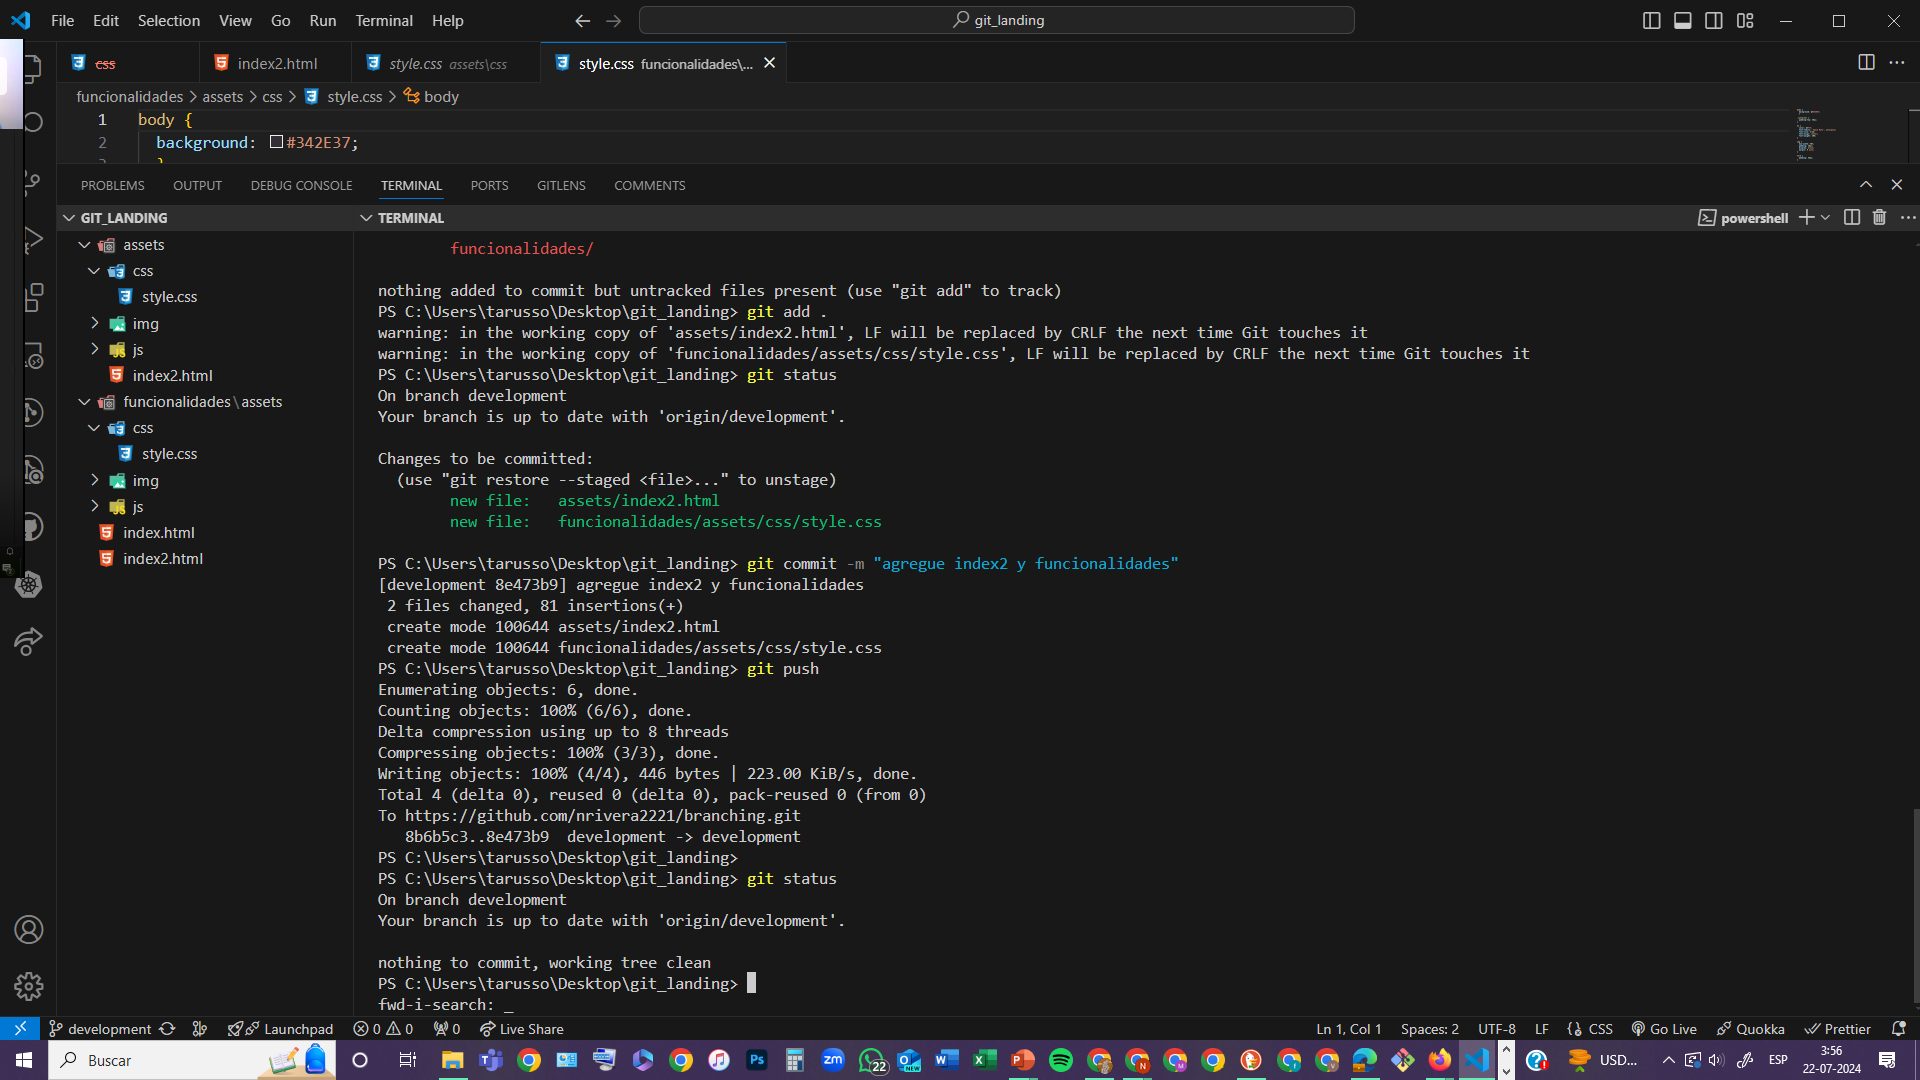 File Edit Selection View Go Run Terminal Help
git_landing
css
index2.html
style.css assets\css
style.css funcionalidades\...
funcionalidades > assets > css > style.css > body
1 body {
2 background: #342E37;
}
PROBLEMS OUTPUT DEBUG CONSOLE TERMINAL PORTS GITLENS COMMENTS
GIT_LANDING
assets
css
style.css
img
js
index2.html
funcionalidades\assets
css
style.css
img
js
index.html
index2.html
TERMINAL
powershell
funcionalidades/
nothing added to commit but untracked files present (use "git add" to track)
PS C:\Users\tarusso\Desktop\git_landing> git add .
warning: in the working copy of 'assets/index2.html', LF will be replaced by CRLF the next time Git touches it
warning: in the working copy of 'funcionalidades/assets/css/style.css', LF will be replaced by CRLF the next time Git touches it
PS C:\Users\tarusso\Desktop\git_landing> git status
On branch development
Your branch is up to date with 'origin/development'.
Changes to be committed:
(use "git restore --staged <file>..." to unstage)
new file:   assets/index2.html
new file:   funcionalidades/assets/css/style.css
PS C:\Users\tarusso\Desktop\git_landing> git commit -m "agregue index2 y funcionalidades"
[development 8e473b9] agregue index2 y funcionalidades
2 files changed, 81 insertions(+)
create mode 100644 assets/index2.html
create mode 100644 funcionalidades/assets/css/style.css
PS C:\Users\tarusso\Desktop\git_landing> git push
Enumerating objects: 6, done.
Counting objects: 100% (6/6), done.
Delta compression using up to 8 threads
Compressing objects: 100% (3/3), done.
Writing objects: 100% (4/4), 446 bytes | 223.00 KiB/s, done.
Total 4 (delta 0), reused 0 (delta 0), pack-reused 0 (from 0)
To https://github.com/nrivera2221/branching.git
8b6b5c3..8e473b9  development -> development
PS C:\Users\tarusso\Desktop\git_landing>
PS C:\Users\tarusso\Desktop\git_landing> git status
On branch development
Your branch is up to date with 'origin/development'.
nothing to commit, working tree clean
PS C:\Users\tarusso\Desktop\git_landing>
fwd-i-search: _
development Launchpad 0 0 0 Live Share Ln 1, Col 1 Spaces: 2 UTF-8 LF CSS Go Live Quokka Prettier
Buscar
22
USD...
ESP
3:56
22-07-2024